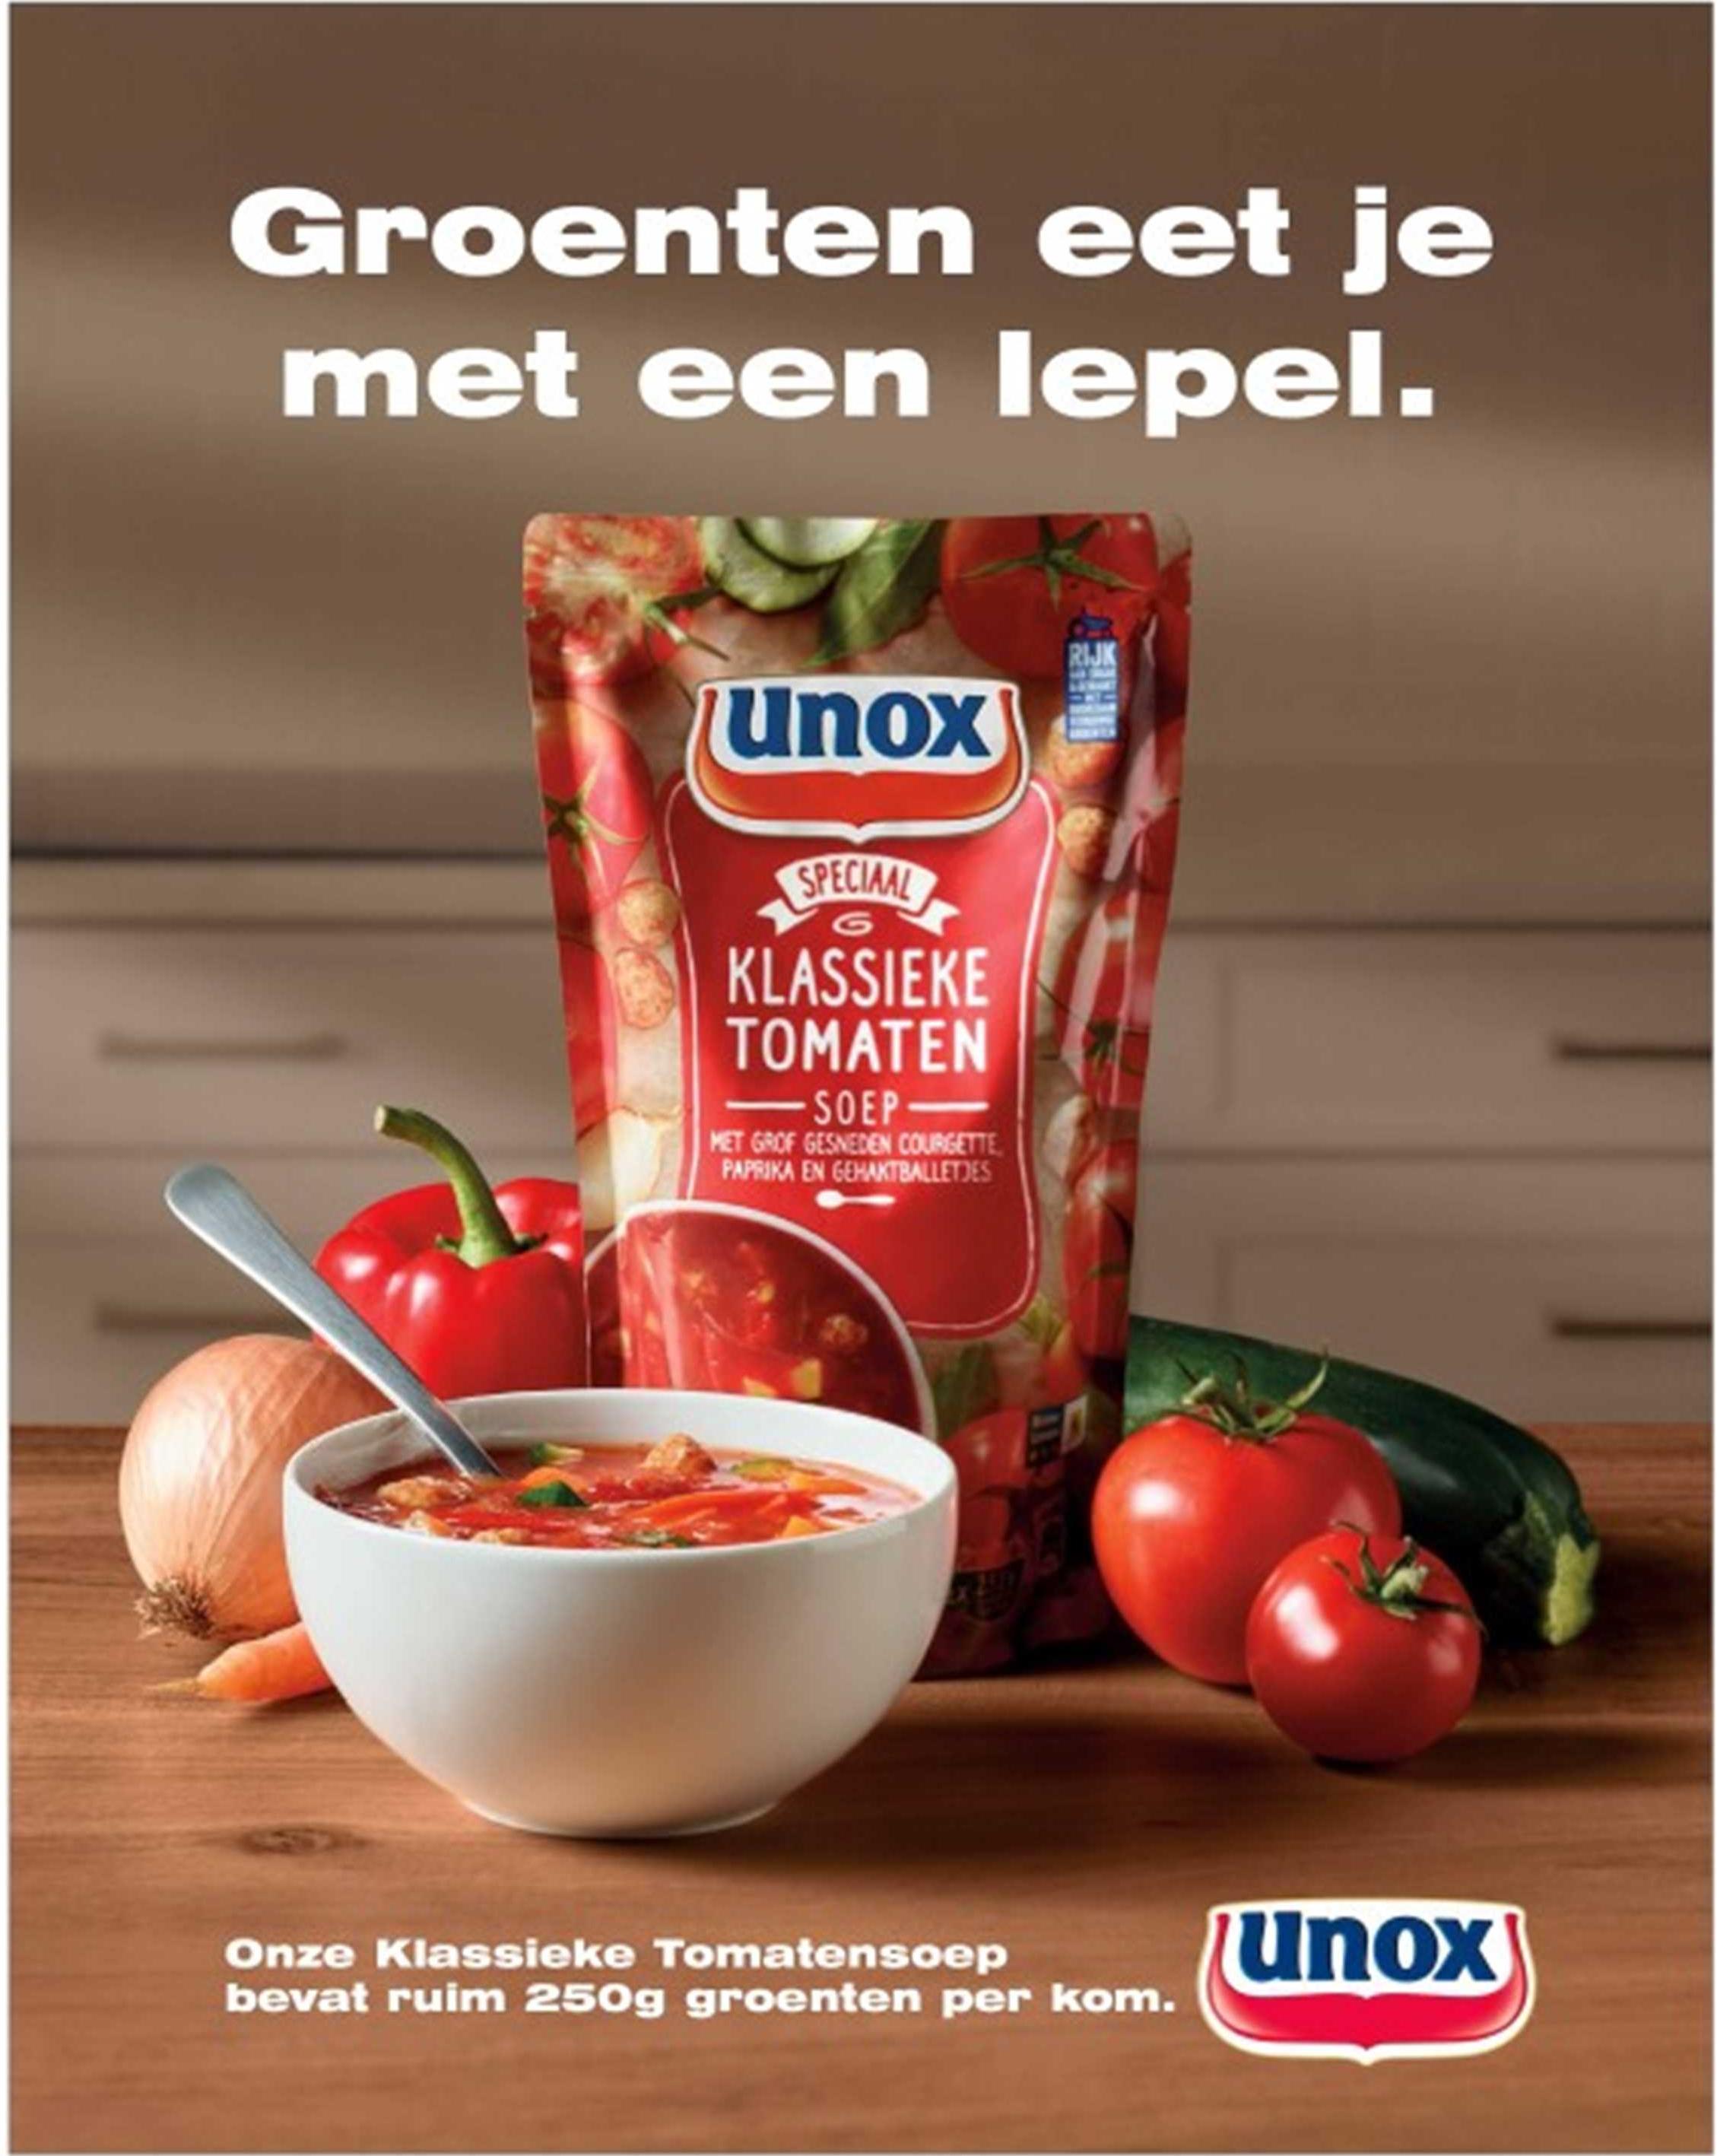 Groenten eet je
met een lepel.
unox
RIJK
SPECIAAL
KLASSIEKE
TOMATEN
SOEP
MET GROF GESNEDEN COURGETTE,
PAPRIKA EN GEHAKTBALLETJES
Onze Klassieke Tomatensoep
bevat ruim 250g groenten per kom.
unox